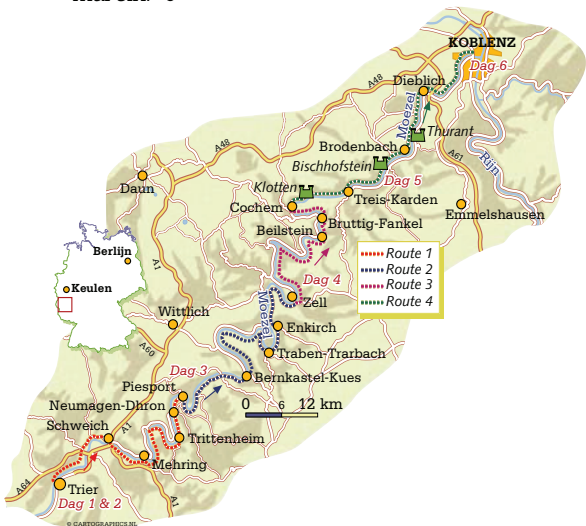 KOBLENZ
Dag 6
A48
Dieblich
Moezel
Thurant
A48
Brodenbach
A61
Rijn
Bischhofstein
Daun
Klotten
Dag 5
Treis-Karden
Cochem
Emmelshausen
Bruttig-Fankel
Beilstein
Berlijn
A1
Route 1
Route 2
Route 3
Route 4
Keulen
Dag 4
Zell
Moezel
Wittlich
Enkirch
A60
Traben-Trarbach
Dag 3
Bernkastel-Kues
Piesport
Neumagen-Dhron
0 6 12 km
Schweich
A1
Trittenheim
Mehring
A64
Trier
A1
Dag 1 & 2
© CARTOGRAPHICS.NL